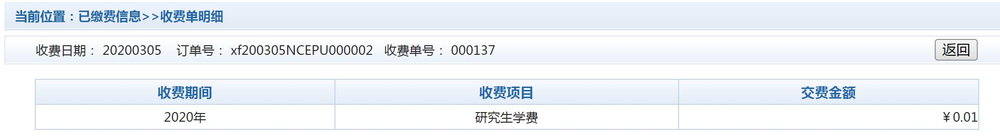 当前位置：已缴费信息>>收费单明细
收费日期： 20200305 订单号： xf200305NCEPU000002 收费单号： 000137 返回
收费期间 收费项目 交费金额
2020年 研究生学费 ￥0.01